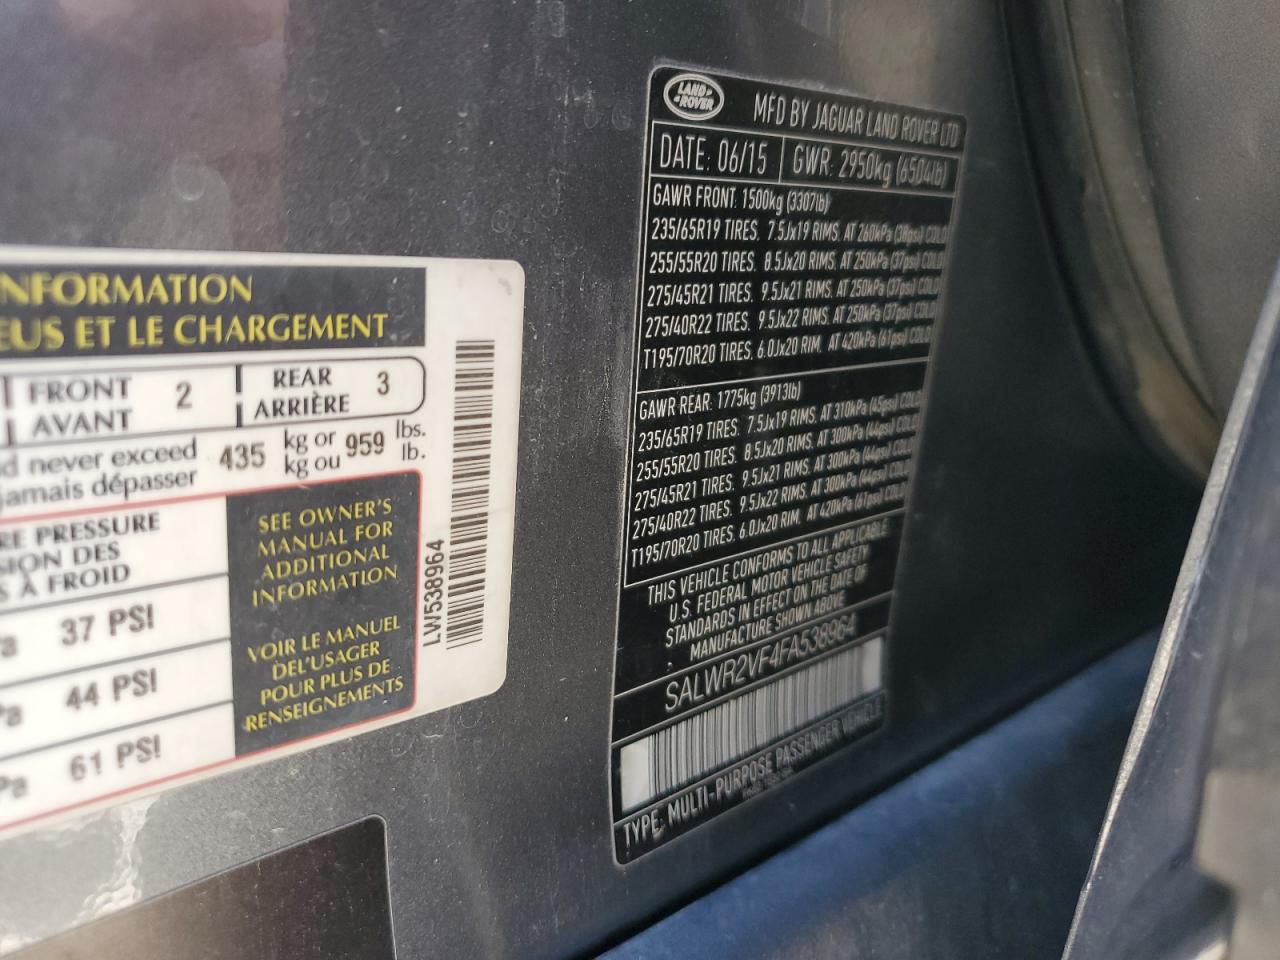 NFORMATION
EUS ET LE CHARGEMENT
FRONT 2 REAR 3
AVANT ARRIÈRE
d never exceed 435 kg or 959 lbs.
jamais dépasser kg ou lb.
RE PRESSURE
SION DES
S À FROID
a 37 PSI
Pa 44 PSI
Pa 61 PSI
SEE OWNER'S
MANUAL FOR
ADDITIONAL
INFORMATION
VOIR LE MANUEL
DEL'USAGER
POUR PLUS DE
RENSEIGNEMENTS
LW538964
LAND
ROVER
MFD BY JAGUAR LAND ROVER LTD
DATE: 06/15 GWR: 2950kg (6504lb)
GAWR FRONT: 1500kg (3307lb)
235/65R19 TIRES, 7.5Jx19 RIMS, AT 260kPa (38psi) COLD
255/55R20 TIRES, 8.5Jx20 RIMS, AT 250kPa (37psi) COLD
275/45R21 TIRES, 9.5Jx21 RIMS, AT 250kPa (37psi) COLD
275/40R22 TIRES, 9.5Jx22 RIMS, AT 250kPa (37psi) COLD
T195/70R20 TIRES, 6.0Jx20 RIM, AT 420kPa (61psi) COLD
GAWR REAR: 1775kg (3913lb)
235/65R19 TIRES, 7.5Jx19 RIMS, AT 310kPa (45psi) COLD
255/55R20 TIRES, 8.5Jx20 RIMS, AT 300kPa (44psi) COLD
275/45R21 TIRES, 9.5Jx21 RIMS, AT 300kPa (44psi) COLD
275/40R22 TIRES, 9.5Jx22 RIMS, AT 300kPa (44psi) COLD
T195/70R20 TIRES, 6.0Jx20 RIM, AT 420kPa (61psi) COLD
THIS VEHICLE CONFORMS TO ALL APPLICABLE
U.S. FEDERAL MOTOR VEHICLE SAFETY
STANDARDS IN EFFECT ON THE DATE OF
MANUFACTURE SHOWN ABOVE
SALWR2VF4FA538964
TYPE: MULTI-PURPOSE PASSENGER VEHICLE